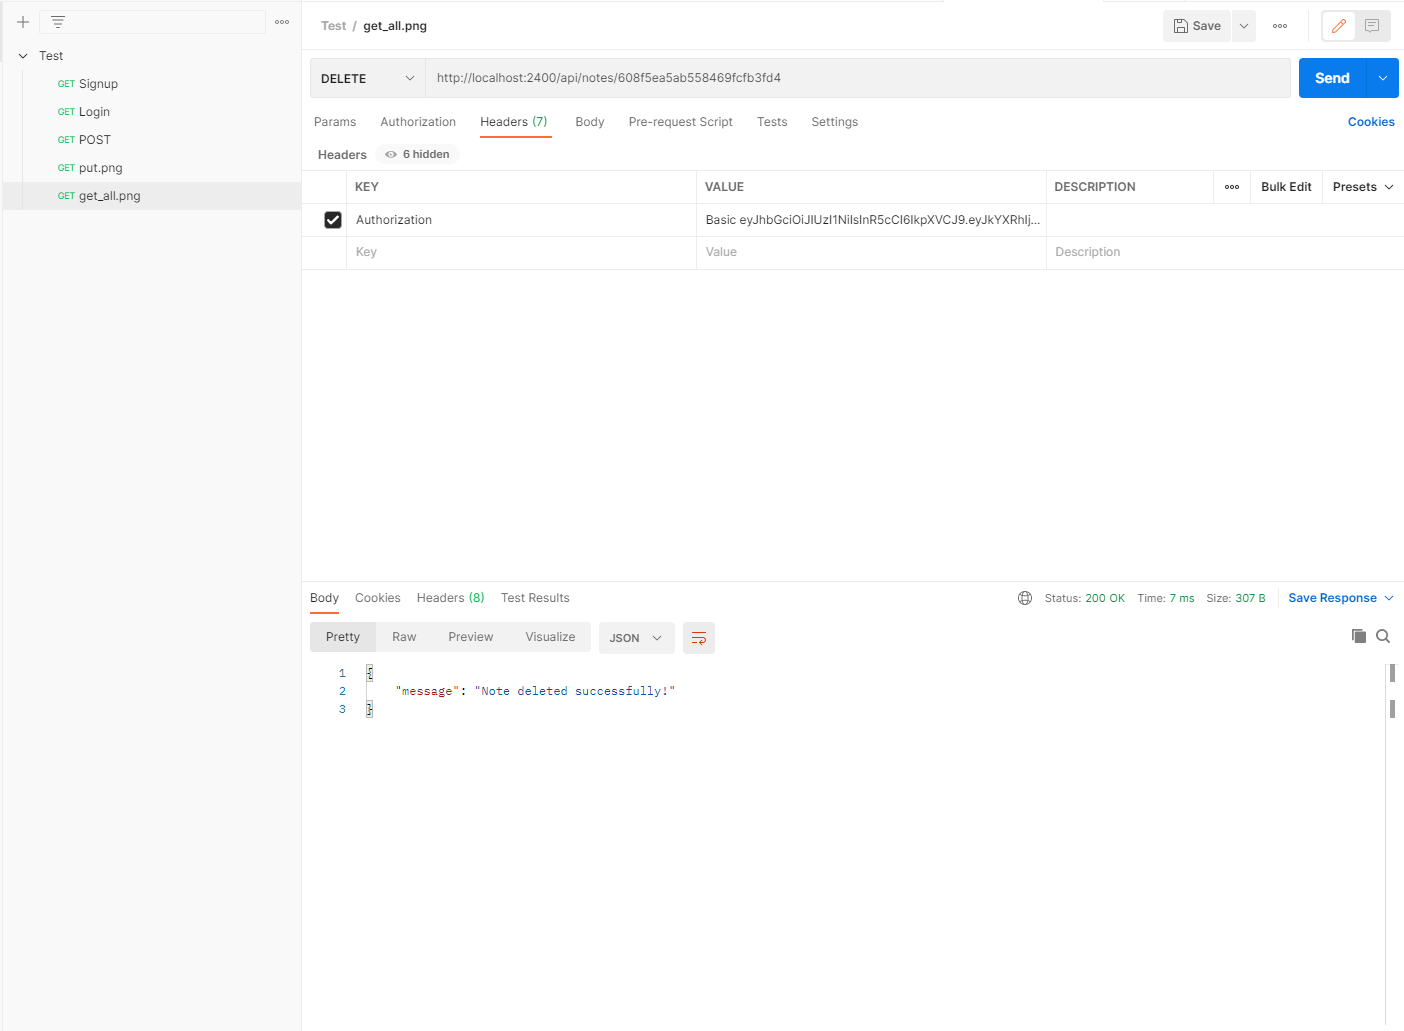 Test
GET Signup
GET Login
GET POST
GET put.png
GET get_all.png
Test / get_all.png
Save
DELETE http://localhost:2400/api/notes/608f5ea5ab558469fcfb3fd4 Send
Params Authorization Headers (7) Body Pre-request Script Tests Settings Cookies
Headers 6 hidden
KEY VALUE DESCRIPTION Bulk Edit Presets
Authorization Basic eyJhbGciOiJIUzI1NiIsInR5cCI6IkpXVCJ9.eyJkYXRhIj...
Key Value Description
Body Cookies Headers (8) Test Results Status: 200 OK Time: 7 ms Size: 307 B Save Response
Pretty Raw Preview Visualize JSON
1 {
2 "message": "Note deleted successfully!"
3 }